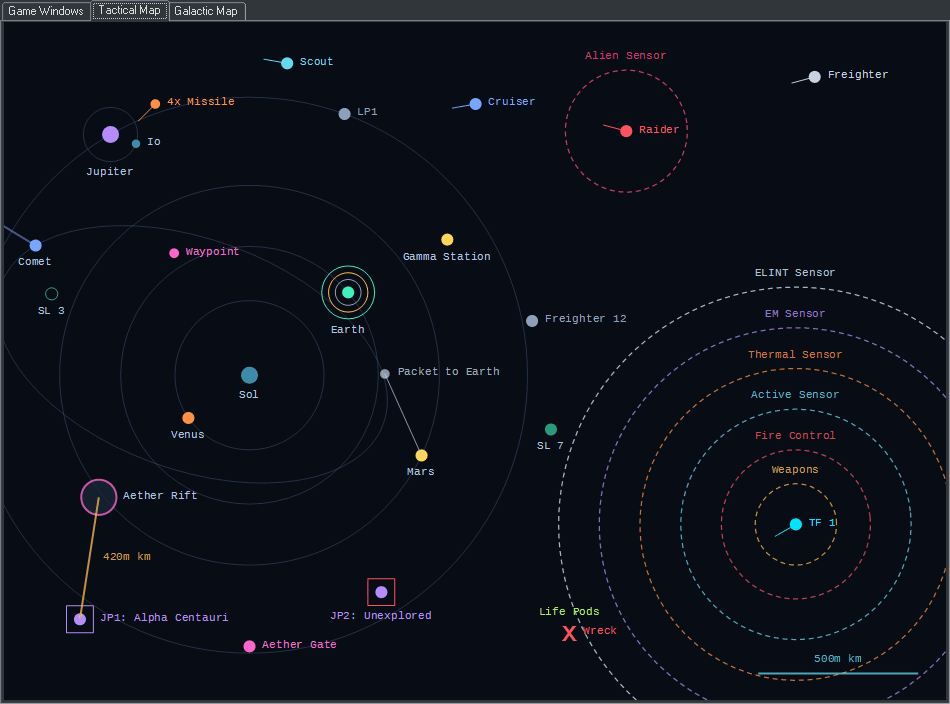 Game Windows
Tactical Map
Galactic Map
Scout
Alien Sensor
Freighter
4x Missile
LP1
Cruiser
Raider
Io
Jupiter
Waypoint
Gamma Station
Comet
ELINT Sensor
SL 3
EM Sensor
Freighter 12
Earth
Thermal Sensor
Packet to Earth
Sol
Active Sensor
Venus
Fire Control
SL 7
Mars
Weapons
Aether Rift
TF 1
420m km
Life Pods
JP1: Alpha Centauri
JP2: Unexplored
Wreck
Aether Gate
500m km